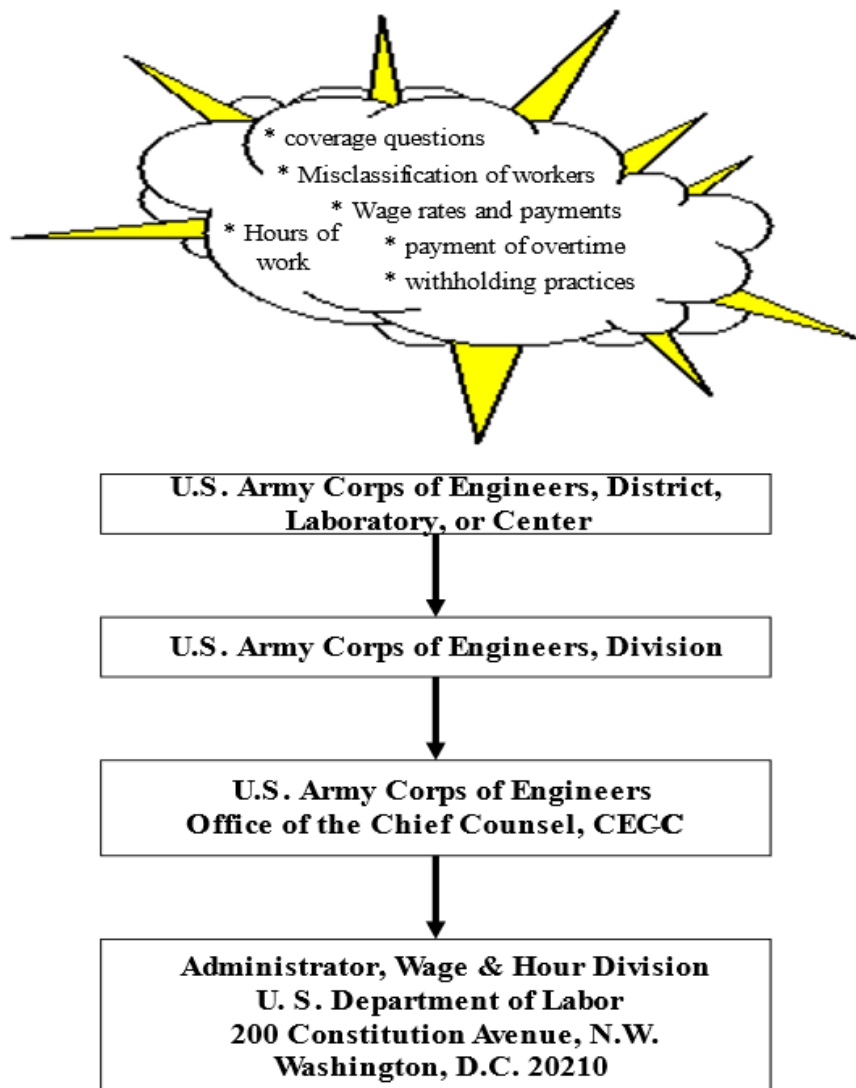 * coverage questions
* Misclassification of workers
* Wage rates and payments
* Hours of
work
* payment of overtime
* withholding practices
U.S. Army Corps of Engineers, District,
Laboratory, or Center
U.S. Army Corps of Engineers, Division
U.S. Army Corps of Engineers
Office of the Chief Counsel, CEC-C
Administrator, Wage & Hour Division
U. S. Department of Labor
200 Constitution Avenue, N.W.
Washington, D.C. 20210